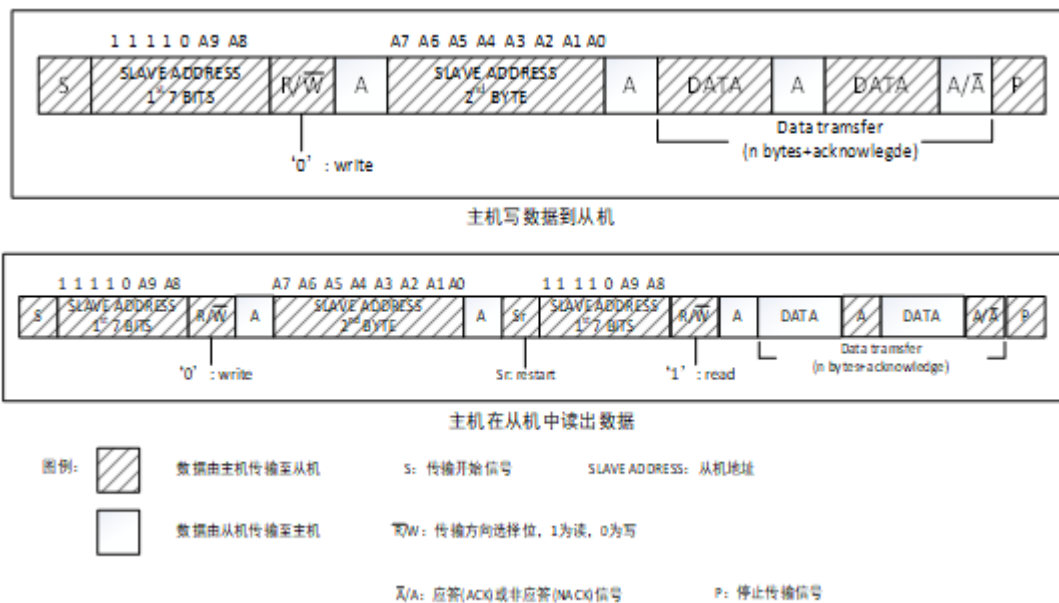 1 1 1 1 0 A9 A8 A7 A6 A5 A4 A3 A2 A1 A0
S SLAVE ADDRESS 1st 7 BITS R/W̅ A SLAVE ADDRESS 2nd BYTE A DATA A DATA A/A̅ P
Data tramsfer
‘0’ : write (n bytes+acknowlegde)
主机写数据到从机
1 1 1 1 0 A9 A8 A7 A6 A5 A4 A3 A2 A1 A0 1 1 1 1 0 A9 A8
S SLAVE ADDRESS 1st 7 BITS R/W̅ A SLAVE ADDRESS 2nd BYTE A Sr SLAVE ADDRESS 1st 7 BITS R/W̅ A DATA A DATA A/A̅ P
Data tramsfer
(n bytes+acknowledge)
‘0’ : write Sr: restart ‘1’ : read
主机在从机中读出数据
图例: 数据由主机传输至从机 S: 传输开始信号 SLAVE ADDRESS: 从机地址
数据由从机传输至主机 R̅/W: 传输方向选择位, 1为读, 0为写
A̅/A: 应答(ACK)或非应答(NACK)信号 P: 停止传输信号